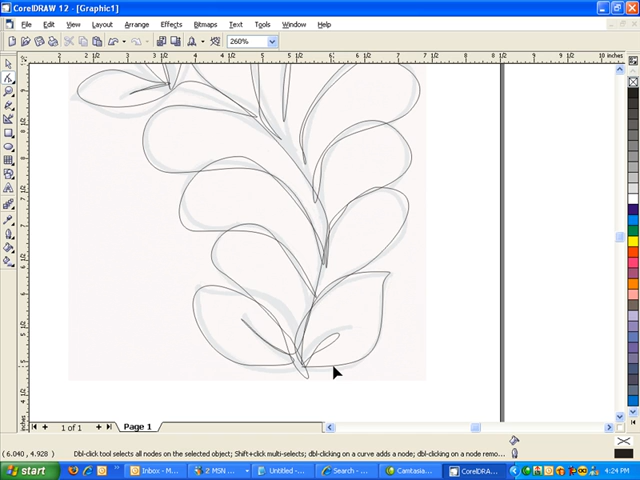 CorelDRAW 12 - [Graphic1]
File Edit View Layout Arrange Effects Bitmaps Text Tools Window Help
260%
10 inches
1 of 1 Page 1
(6.040, 4.928) Dbl-click tool selects all nodes on the selected object; Shift+click multi-selects; dbl-clicking on a curve adds a node; dbl-clicking on node remo...
start Inbox - M... 2 MSN ... Untitled -... Search -... Camtasia... CorelDRA... 4:24 PM